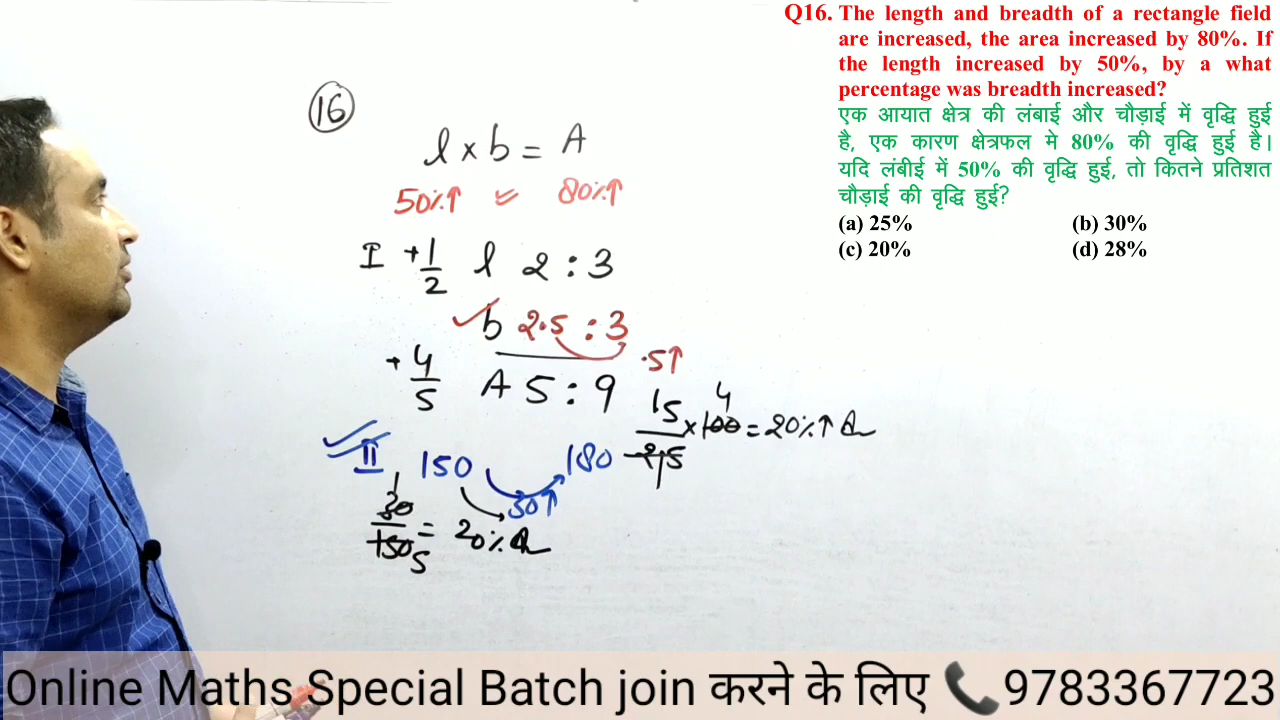 Q16. The length and breadth of a rectangle field
are increased, the area increased by 80%. If
the length increased by 50%, by a what
percentage was breadth increased?
एक आयात क्षेत्र की लंबाई और चौड़ाई में वृद्धि हुई
है, एक कारण क्षेत्रफल मे 80% की वृद्धि हुई है।
यदि लंबीई में 50% की वृद्धि हुई, तो कितने प्रतिशत
चौड़ाई की वृद्धि हुई?
(a) 25% (b) 30%
(c) 20% (d) 28%
16
l × b = A
50%↑ 80%↑
I +1/2 l 2 : 3
b 2.5 : 3
+4/5 A 5 : 9 .5↑
15/25 × 100 4 = 20%↑
1
II 150 180
30↑
30/150 = 20%
5
Online Maths Special Batch join करने के लिए 📞9783367723